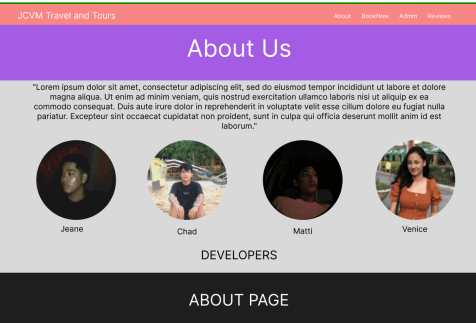 JCVM Travel and Tours About BookNow Admin Reviews
About Us
"Lorem ipsum dolor sit amet, consectetur adipiscing elit, sed do eiusmod tempor incididunt ut labore et dolore
magna aliqua. Ut enim ad minim veniam, quis nostrud exercitation ullamco laboris nisi ut aliquip ex ea
commodo consequat. Duis aute irure dolor in reprehenderit in voluptate velit esse cillum dolore eu fugiat nulla
pariatur. Excepteur sint occaecat cupidatat non proident, sunt in culpa qui officia deserunt mollit anim id est
laborum."
Jeane Chad Matti Venice
DEVELOPERS
ABOUT PAGE